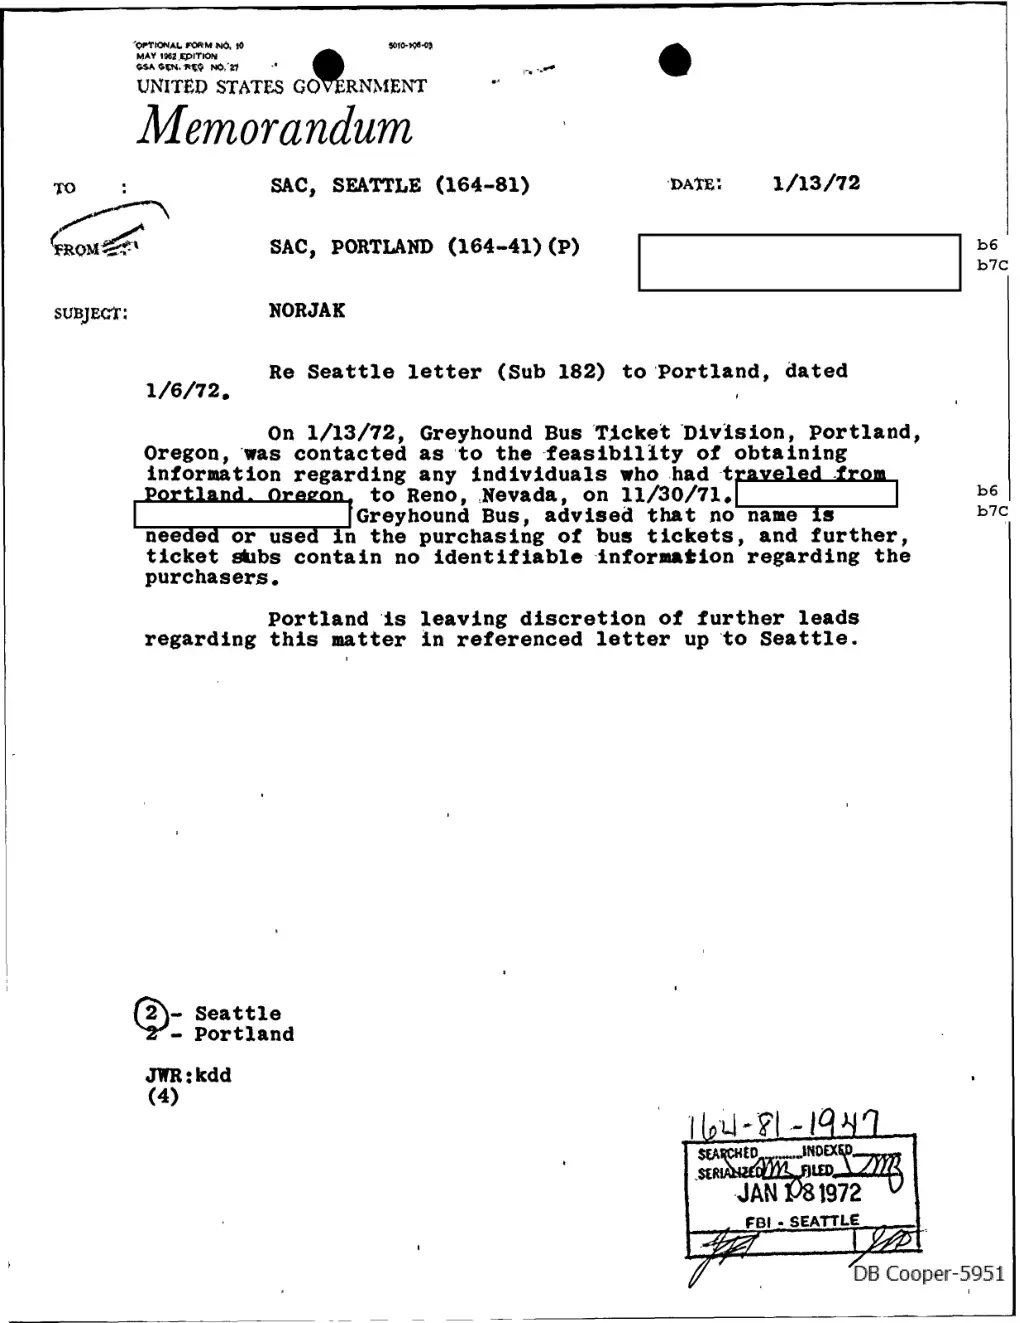 OPTIONAL FORM NO. 10
5010-106-03
MAY 1962 EDITION
GSA GEN. REG. NO. 27
UNITED STATES GOVERNMENT
Memorandum
TO : SAC, SEATTLE (164-81) DATE: 1/13/72
FROM SAC, PORTLAND (164-41)(P)
b6
b7C
SUBJECT: NORJAK
Re Seattle letter (Sub 182) to Portland, dated
1/6/72.
On 1/13/72, Greyhound Bus Ticket Division, Portland,
Oregon, was contacted as to the feasibility of obtaining
information regarding any individuals who had traveled from
Portland, Oregon, to Reno, Nevada, on 11/30/71.
b6
b7C
Greyhound Bus, advised that no name is
needed or used in the purchasing of bus tickets, and further,
ticket stubs contain no identifiable information regarding the
purchasers.
Portland is leaving discretion of further leads
regarding this matter in referenced letter up to Seattle.
2 - Seattle
2 - Portland
JWR:kdd
(4)
164-81-1947
SEARCHED INDEXED
SERIALIZED FILED
JAN 181972
FBI - SEATTLE
DB Cooper-5951